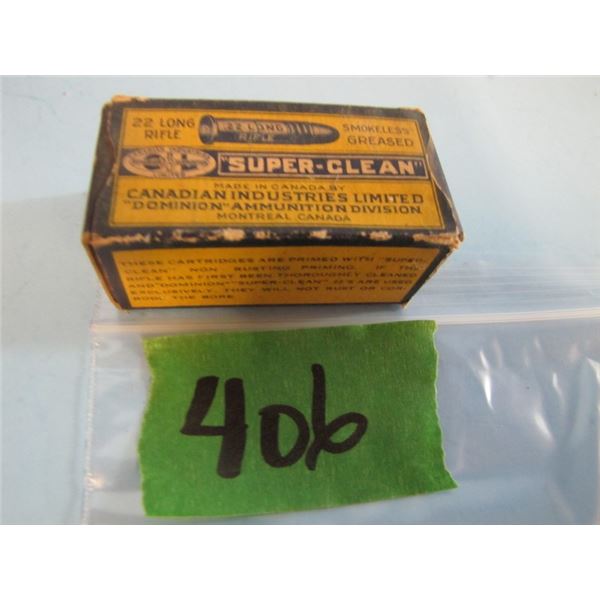 22 LONG RIFLE
22 LONG RIFLE
SMOKELESS GREASED
"SUPER-CLEAN"
MADE IN CANADA BY
CANADIAN INDUSTRIES LIMITED
"DOMINION" AMMUNITION DIVISION
MONTREAL, CANADA
THESE CARTRIDGES ARE PRIMED WITH "SUPER-
CLEAN" NON RUSTING PRIMING. IF THE
RIFLE HAS FIRST BEEN THOROUGHLY CLEANED
AND "DOMINION" "SUPER-CLEAN" 22'S ARE USED
EXCLUSIVELY, THEY WILL NOT RUST OR COR-
RODE THE BORE
406